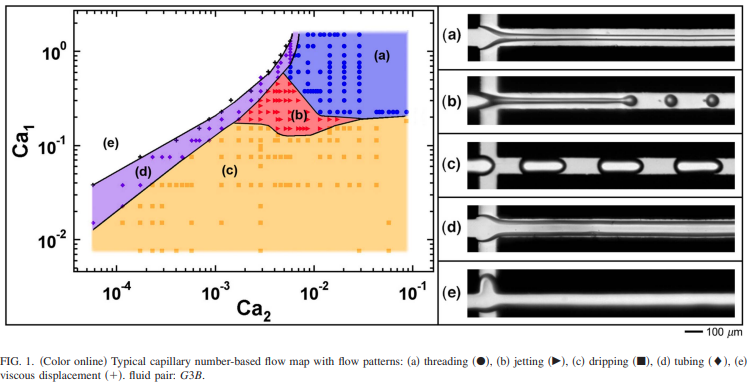 Ca1
10^0
10^-1
10^-2
(a)
(b)
(c)
(d)
(e)
10^-4
10^-3
10^-2
10^-1
Ca2
(a)
(b)
(c)
(d)
(e)
100 μm
FIG. 1. (Color online) Typical capillary number-based flow map with flow patterns: (a) threading (●), (b) jetting (►), (c) dripping (■), (d) tubing (♦), (e)
viscous displacement (+). fluid pair: G3B.